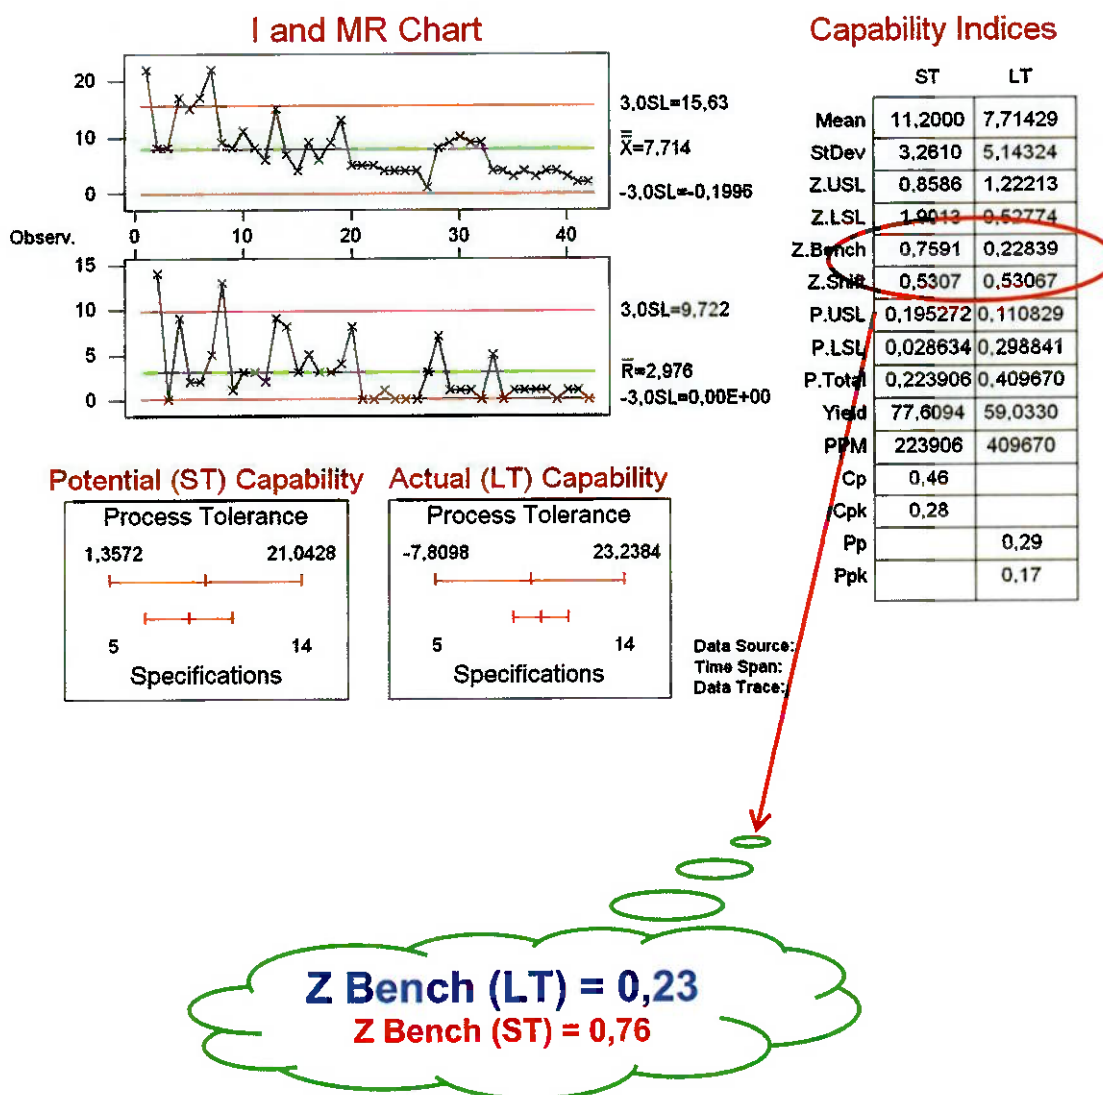 I and MR Chart
20
10
0
3,0SL=15,63
X=7,714
-3,0SL=-0,1996
Observ. 0 10 20 30 40
15
10
5
0
3,0SL=9,722
R=2,976
-3,0SL=0,00E+00
Capability Indices
ST LT
Mean 11,2000 7,71429
StDev 3,2610 5,14324
Z.USL 0,8586 1,22213
Z.LSL 1,9013 0,52774
Z.Bench 0,7591 0,22839
Z.Shift 0,5307 0,53067
P.USL 0,195272 0,110829
P.LSL 0,028634 0,298841
P.Total 0,223906 0,409670
Yield 77,6094 59,0330
PPM 223906 409670
Cp 0,46
Cpk 0,28
Pp 0,29
Ppk 0,17
Potential (ST) Capability
Process Tolerance
1,3572 21,0428
5 14
Specifications
Actual (LT) Capability
Process Tolerance
-7,8098 23,2384
5 14
Specifications
Data Source:
Time Span:
Data Trace:
Z Bench (LT) = 0,23
Z Bench (ST) = 0,76